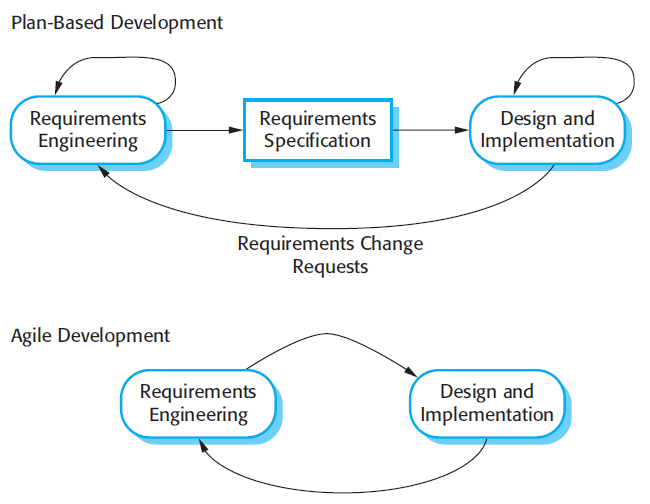 Plan-Based Development
Requirements
Engineering
Requirements
Specification
Design and
Implementation
Requirements Change
Requests
Agile Development
Requirements
Engineering
Design and
Implementation